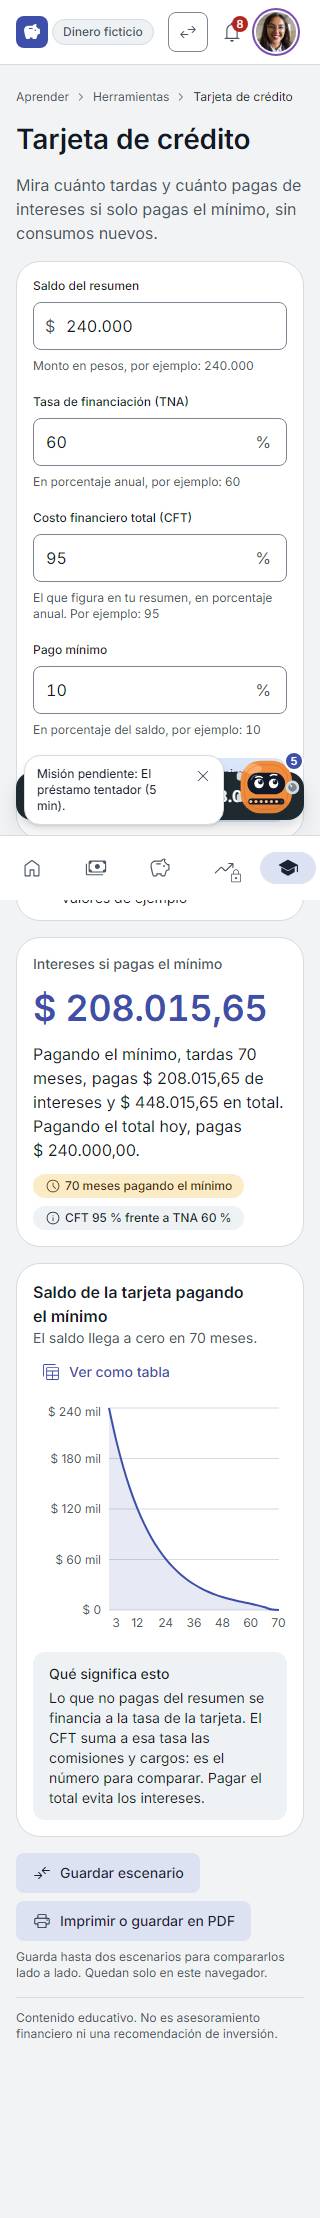 Dinero ficticio
8
Aprender > Herramientas > Tarjeta de crédito
Tarjeta de crédito
Mira cuánto tardas y cuánto pagas de
intereses si solo pagas el mínimo, sin
consumos nuevos.
Saldo del resumen
$ 240.000
Monto en pesos, por ejemplo: 240.000
Tasa de financiación (TNA)
60 %
En porcentaje anual, por ejemplo: 60
Costo financiero total (CFT)
95 %
El que figura en tu resumen, en porcentaje
anual. Por ejemplo: 95
Pago mínimo
10 %
En porcentaje del saldo, por ejemplo: 10
5
Misión pendiente: El
préstamo tentador (5
min).
valores de ejemplo
Intereses si pagas el mínimo
$ 208.015,65
Pagando el mínimo, tardas 70
meses, pagas $ 208.015,65 de
intereses y $ 448.015,65 en total.
Pagando el total hoy, pagas
$ 240.000,00.
70 meses pagando el mínimo
CFT 95 % frente a TNA 60 %
Saldo de la tarjeta pagando
el mínimo
El saldo llega a cero en 70 meses.
Ver como tabla
$ 240 mil
$ 180 mil
$ 120 mil
$ 60 mil
$ 0
3 12 24 36 48 60 70
Qué significa esto
Lo que no pagas del resumen se
financia a la tasa de la tarjeta. El
CFT suma a esa tasa las
comisiones y cargos: es el
número para comparar. Pagar el
total evita los intereses.
Guardar escenario
Imprimir o guardar en PDF
Guarda hasta dos escenarios para compararlos
lado a lado. Quedan solo en este navegador.
Contenido educativo. No es asesoramiento
financiero ni una recomendación de inversión.